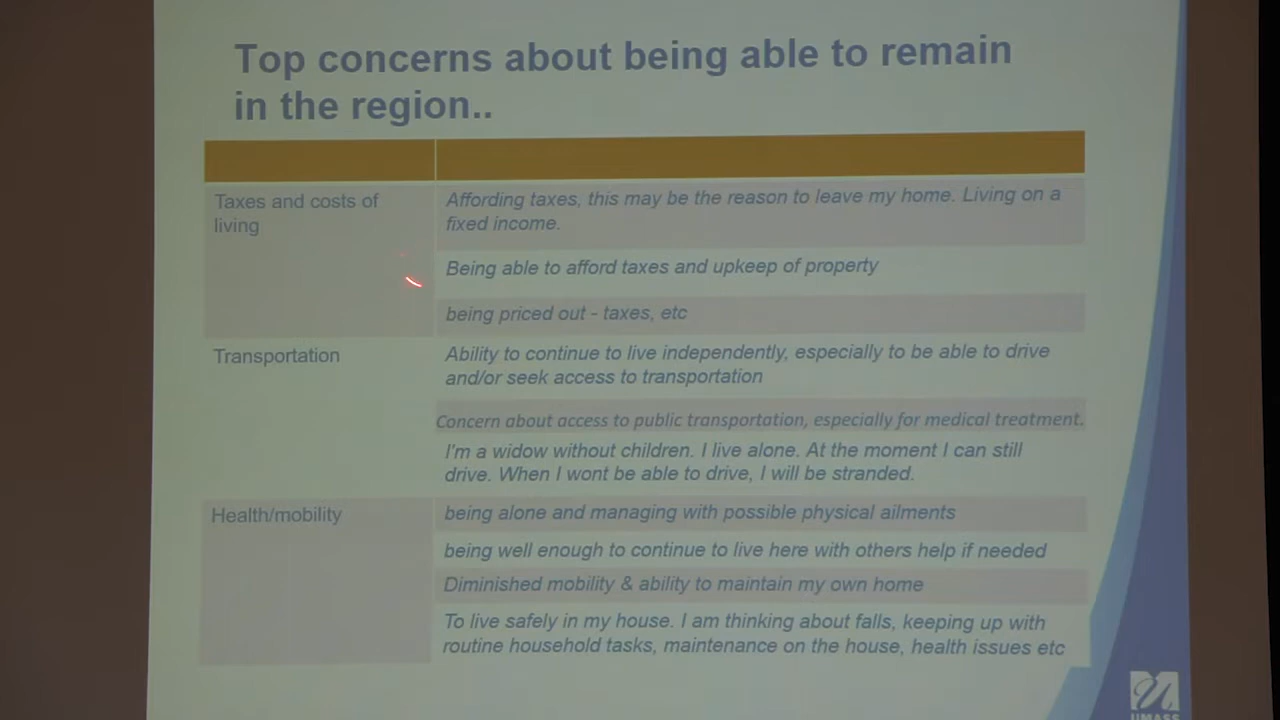 Top concerns about being able to remain
in the region..
Taxes and costs of
living
Affording taxes, this may be the reason to leave my home. Living on a
fixed income.
Being able to afford taxes and upkeep of property
being priced out - taxes, etc
Transportation
Ability to continue to live independently, especially to be able to drive
and/or seek access to transportation
Concern about access to public transportation, especially for medical treatment.
I'm a widow without children. I live alone. At the moment I can still
drive. When I wont be able to drive, I will be stranded.
Health/mobility
being alone and managing with possible physical ailments
being well enough to continue to live here with others help if needed
Diminished mobility & ability to maintain my own home
To live safely in my house. I am thinking about falls, keeping up with
routine household tasks, maintenance on the house, health issues etc
UMASS